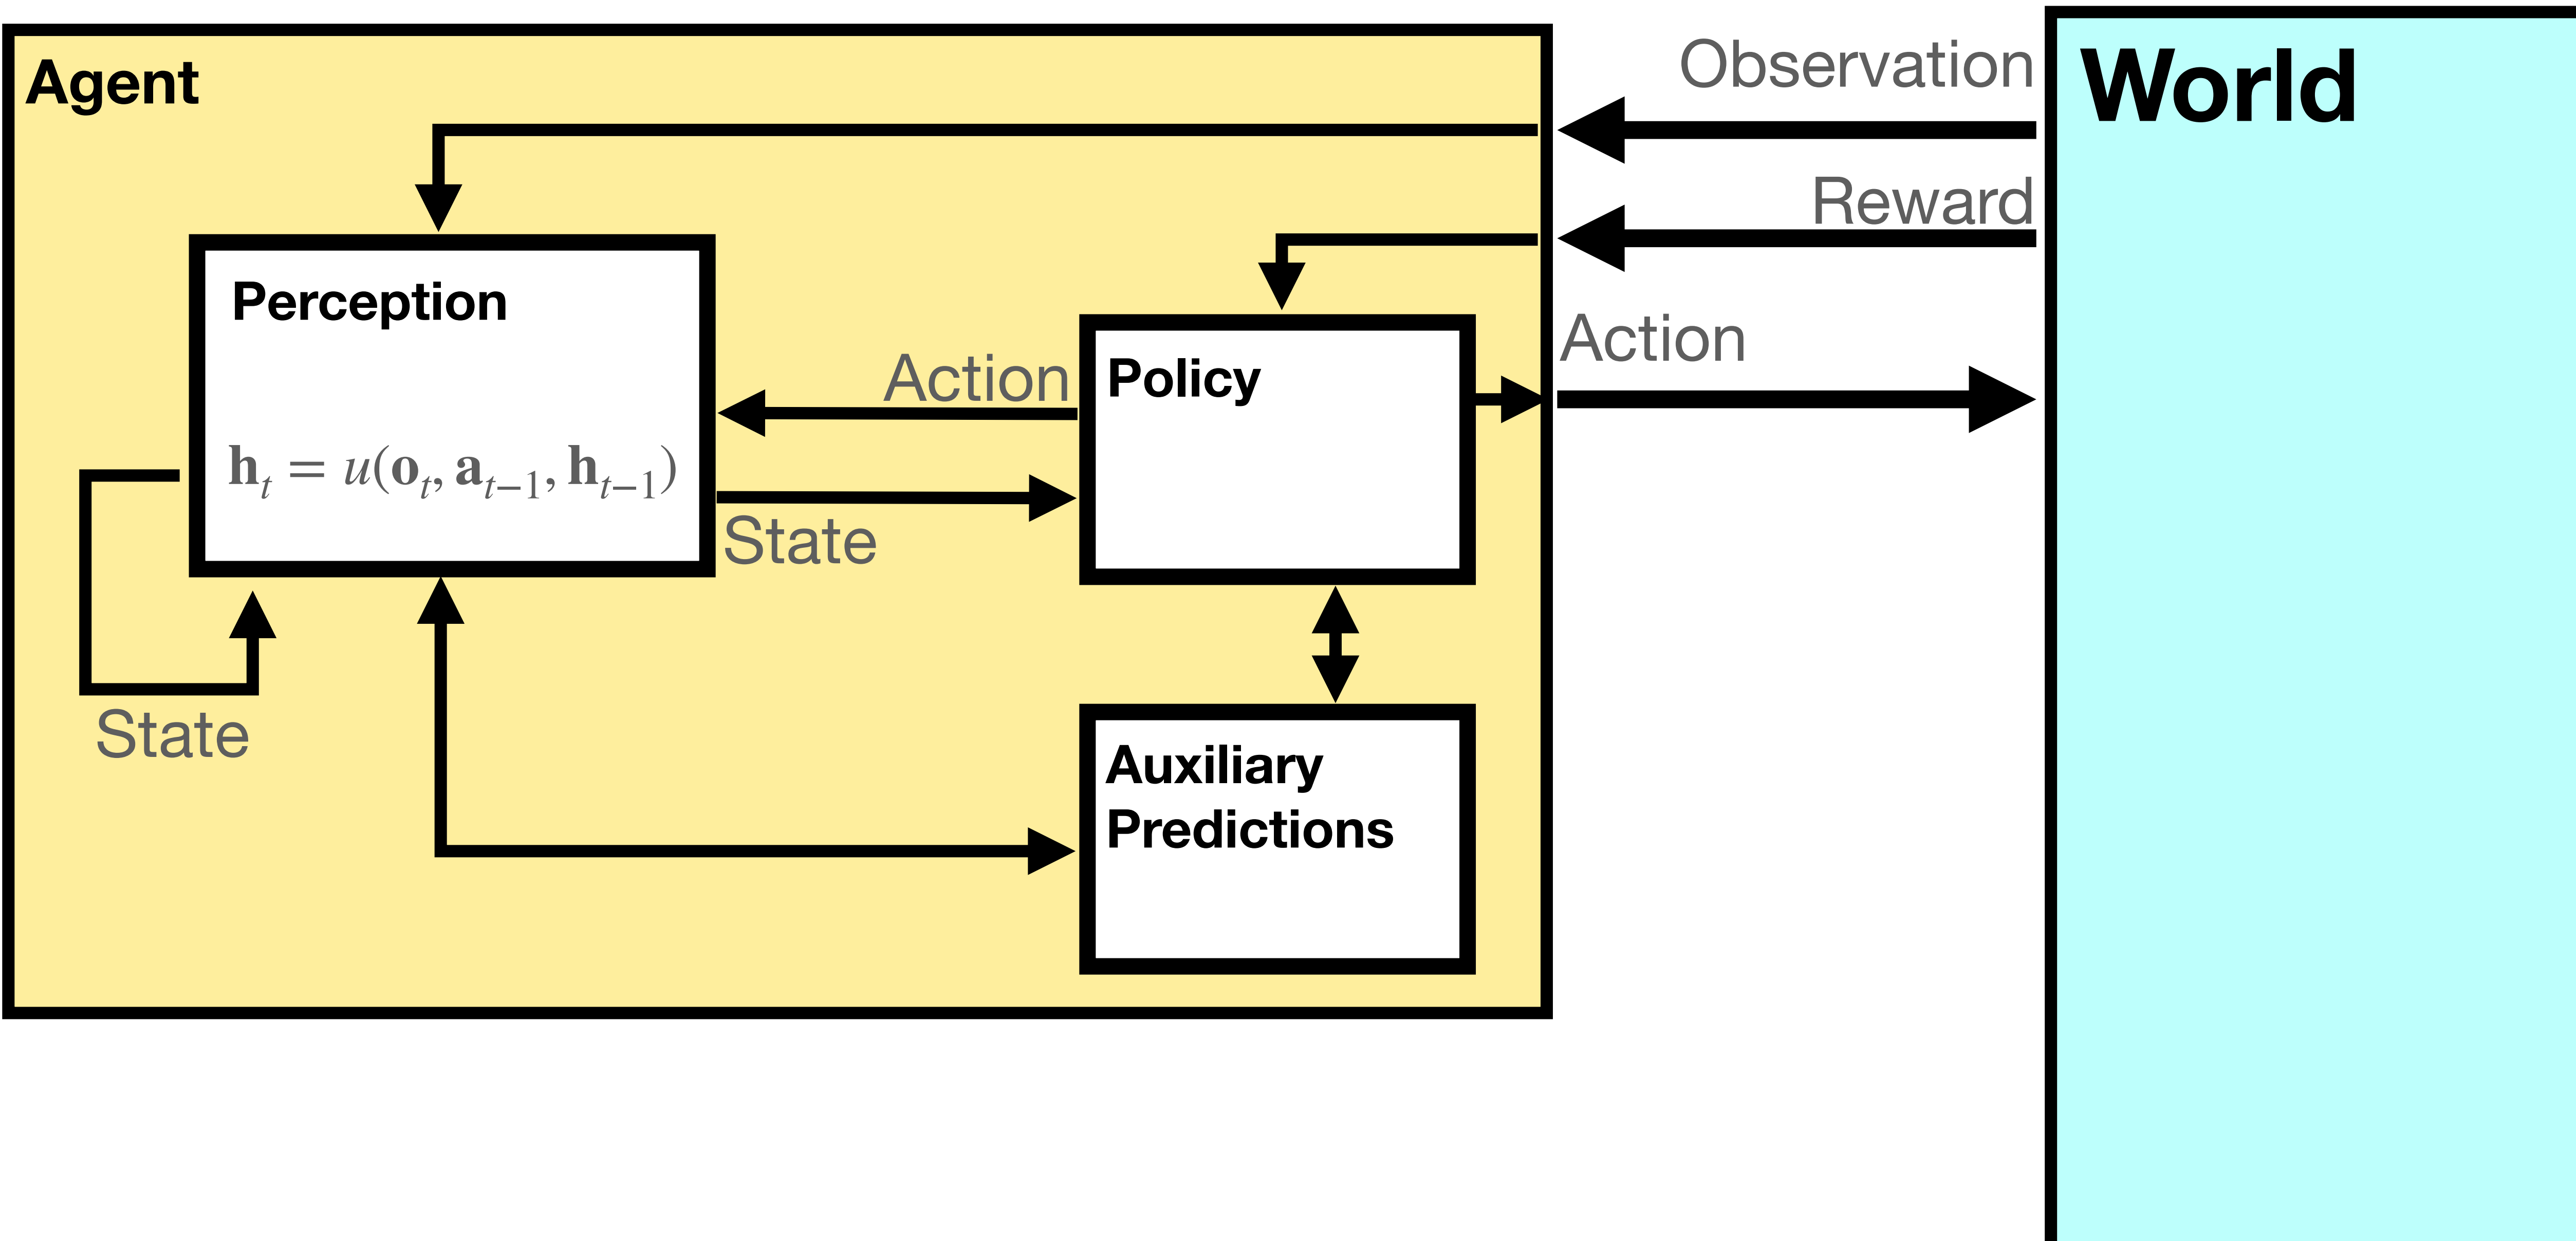 Agent
Observation
World
Reward
Perception
Action
Policy
Action
h_t = u(o_t, a_{t−1}, h_{t−1})
State
State
Auxiliary
Predictions